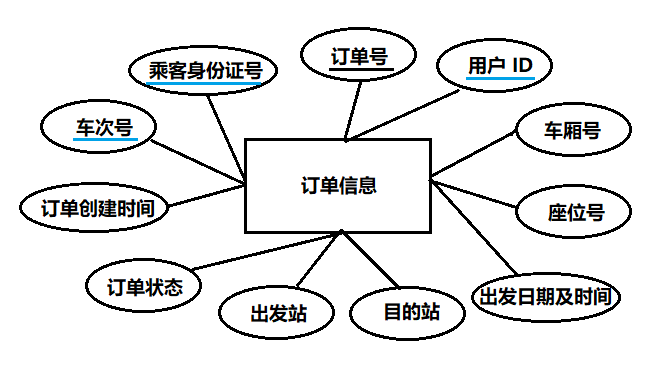 订单号
用户 ID
乘客身份证号
车次号
车厢号
订单信息
订单创建时间
座位号
订单状态
出发站
目的站
出发日期及时间